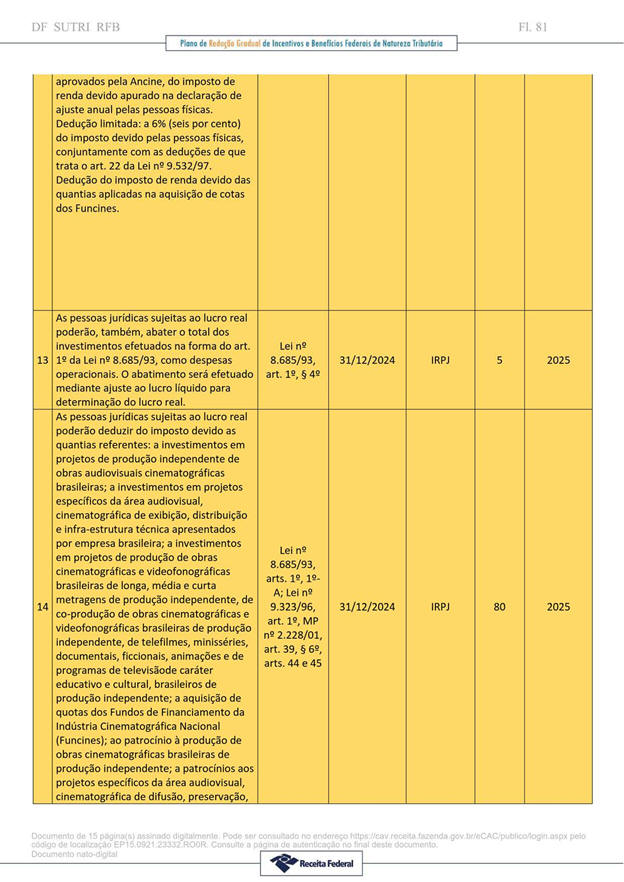 DF SUTRI RFB
Fl. 81
Plano de Redução Gradual de Incentivos e Benefícios Federais de Natureza Tributária
aprovados pela Ancine, do imposto de
renda devido apurado na declaração de
ajuste anual pelas pessoas físicas.
Dedução limitada: a 6% (seis por cento)
do imposto devido pelas pessoas físicas,
conjuntamente com as deduções de que
trata o art. 22 da Lei nº 9.532/97.
Dedução do imposto de renda devido das
quantias aplicadas na aquisição de cotas
dos Funcines.
13
As pessoas jurídicas sujeitas ao lucro real
poderão, também, abater o total dos
investimentos efetuados na forma do art.
1º da Lei nº 8.685/93, como despesas
operacionais. O abatimento será efetuado
mediante ajuste ao lucro líquido para
determinação do lucro real.
Lei nº
8.685/93,
art. 1º, § 4º
31/12/2024
IRPJ
5
2025
14
As pessoas jurídicas sujeitas ao lucro real
poderão deduzir do imposto devido as
quantias referentes: a investimentos em
projetos de produção independente de
obras audiovisuais cinematográficas
brasileiras; a investimentos em projetos
específicos da área audiovisual,
cinematográfica de exibição, distribuição
e infra-estrutura técnica apresentados
por empresa brasileira; a investimentos
em projetos de produção de obras
cinematográficas e videofonográficas
brasileiras de longa, média e curta
metragens de produção independente, de
co-produção de obras cinematográficas e
videofonográficas brasileiras de produção
independente, de telefilmes, minisséries,
documentais, ficcionais, animações e de
programas de televisãode caráter
educativo e cultural, brasileiros de
produção independente; a aquisição de
quotas dos Fundos de Financiamento da
Indústria Cinematográfica Nacional
(Funcines); ao patrocínio à produção de
obras cinematográficas brasileiras de
produção independente; a patrocínios aos
projetos específicos da área audiovisual,
cinematográfica de difusão, preservação,
Lei nº
8.685/93,
arts. 1º, 1º-
A; Lei nº
9.323/96,
art. 1º, MP
nº 2.228/01,
art. 39, § 6º,
arts. 44 e 45
31/12/2024
IRPJ
80
2025
Documento de 15 página(s) assinado digitalmente. Pode ser consultado no endereço https://cav.receita.fazenda.gov.br/eCAC/publico/login.aspx pelo
código de localização EP15.0921.23332.RO0R. Consulte a página de autenticação no final deste documento.
Documento nato-digital
Receita Federal